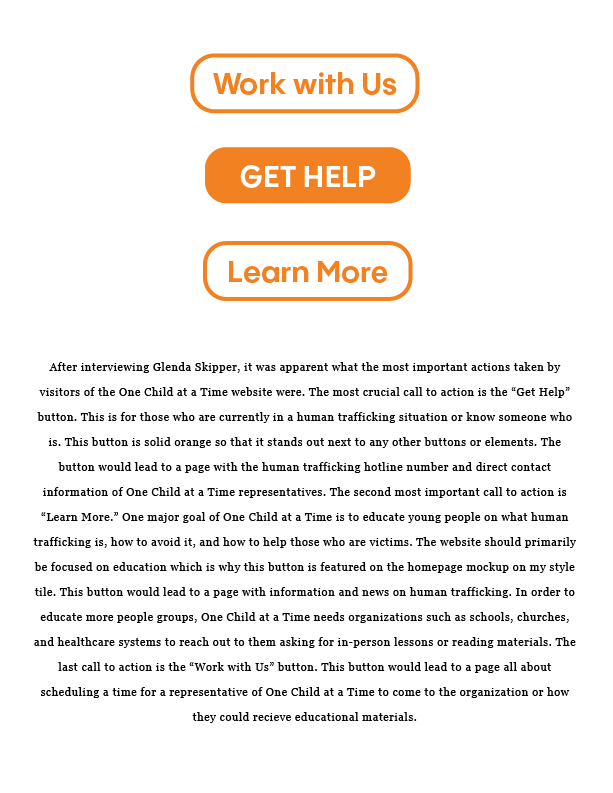 Work with Us
GET HELP
Learn More
After interviewing Glenda Skipper, it was apparent what the most important actions taken by
visitors of the One Child at a Time website were. The most crucial call to action is the “Get Help”
button. This is for those who are currently in a human trafficking situation or know someone who
is. This button is solid orange so that it stands out next to any other buttons or elements. The
button would lead to a page with the human trafficking hotline number and direct contact
information of One Child at a Time representatives. The second most important call to action is
“Learn More.” One major goal of One Child at a Time is to educate young people on what human
trafficking is, how to avoid it, and how to help those who are victims. The website should primarily
be focused on education which is why this button is featured on the homepage mockup on my style
tile. This button would lead to a page with information and news on human trafficking. In order to
educate more people groups, One Child at a Time needs organizations such as schools, churches,
and healthcare systems to reach out to them asking for in-person lessons or reading materials. The
last call to action is the “Work with Us” button. This button would lead to a page all about
scheduling a time for a representative of One Child at a Time to come to the organization or how
they could recieve educational materials.